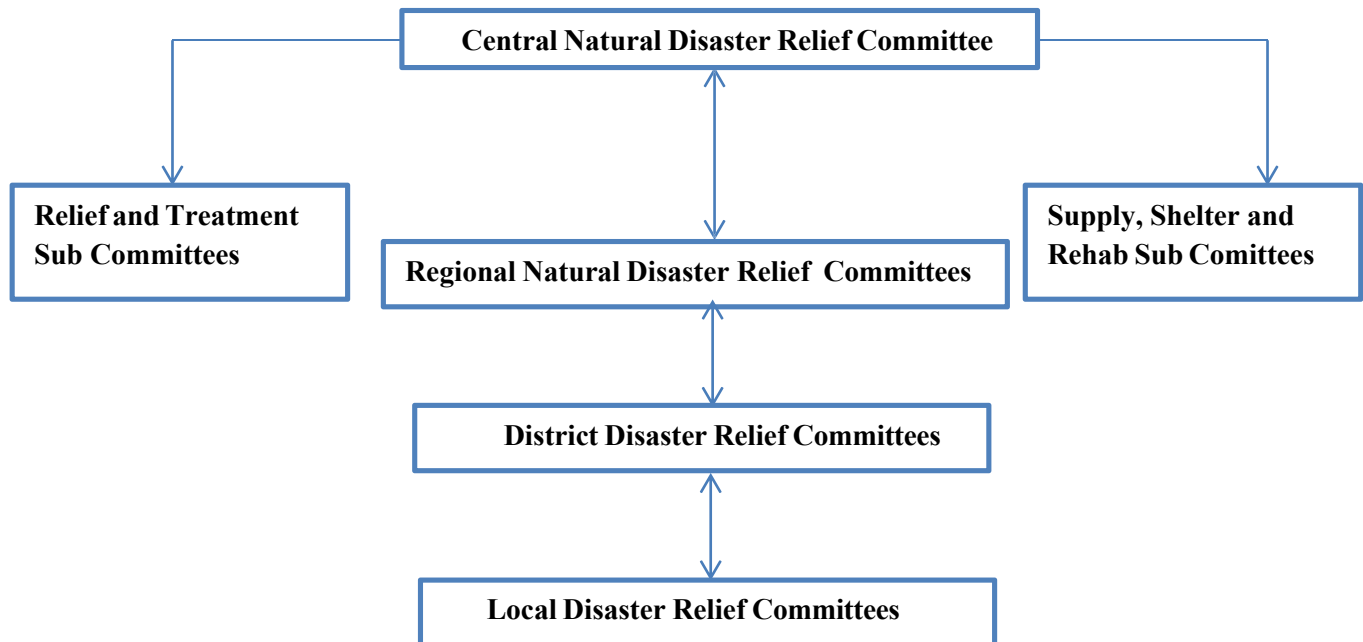 Central Natural Disaster Relief Committee
Relief and Treatment
Sub Committees
Supply, Shelter and
Rehab Sub Comittees
Regional Natural Disaster Relief Committees
District Disaster Relief Committees
Local Disaster Relief Committees